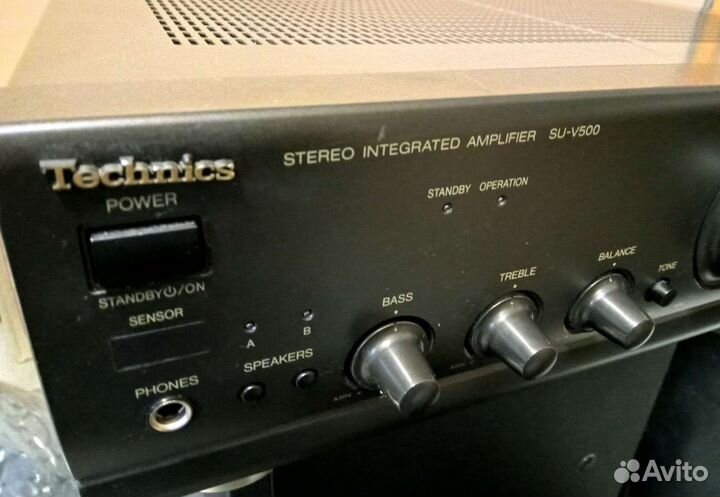 Technics
STEREO INTEGRATED AMPLIFIER SU-V500
POWER
STANDBY OPERATION
STANDBY⏻/ON
SENSOR
BASS
TREBLE
BALANCE
TONE
A
B
SPEAKERS
PHONES
MIN
Avito